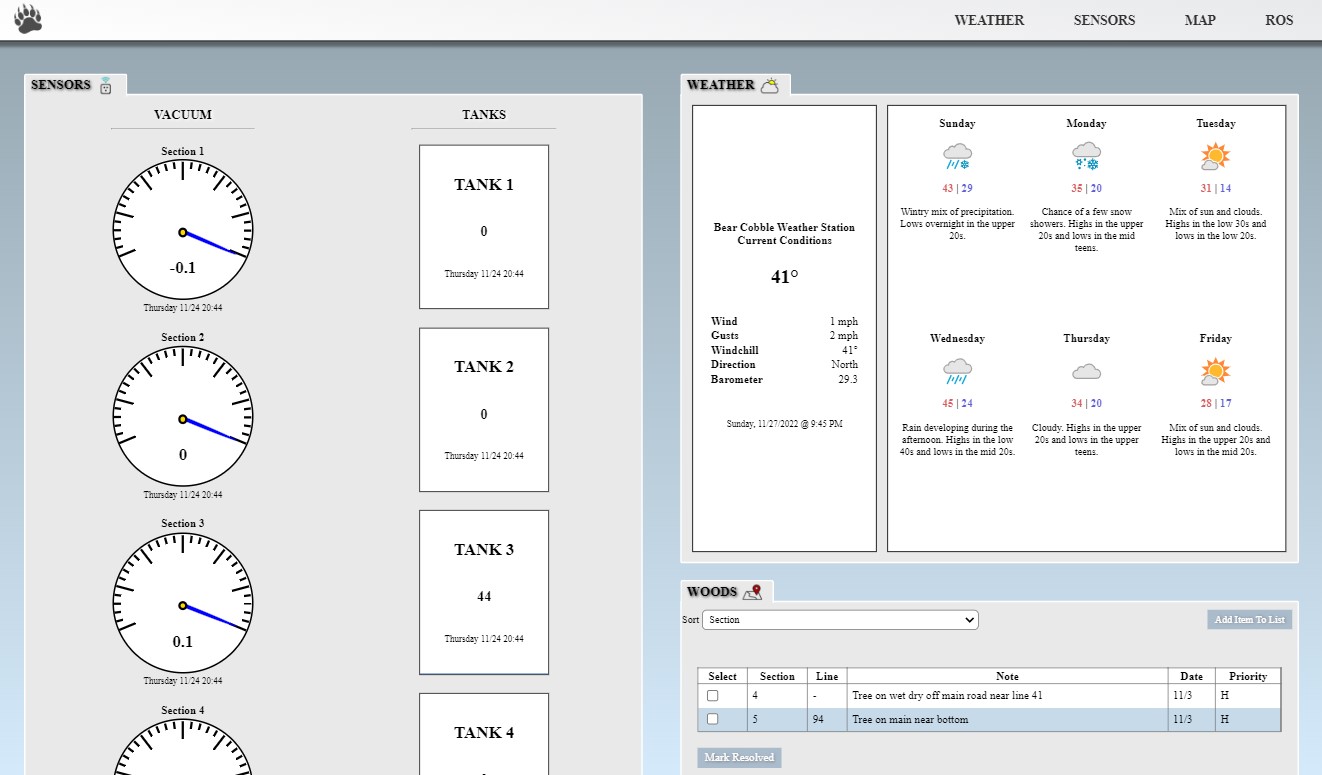 WEATHER SENSORS MAP ROS
SENSORS
VACUUM
TANKS
Section 1
-0.1
Thursday 11/24 20:44
Section 2
0
Thursday 11/24 20:44
Section 3
0.1
Thursday 11/24 20:44
Section 4
TANK 1
0
Thursday 11/24 20:44
TANK 2
0
Thursday 11/24 20:44
TANK 3
44
Thursday 11/24 20:44
TANK 4
WEATHER
Bear Cobble Weather Station
Current Conditions
41°
Wind 1 mph
Gusts 2 mph
Windchill 41°
Direction North
Barometer 29.3
Sunday, 11/27/2022 @ 9:45 PM
Sunday
43 | 29
Wintry mix of precipitation.
Lows overnight in the upper
20s.
Monday
35 | 20
Chance of a few snow
showers. Highs in the upper
20s and lows in the mid
teens.
Tuesday
31 | 14
Mix of sun and clouds.
Highs in the low 30s and
lows in the low 20s.
Wednesday
45 | 24
Rain developing during the
afternoon. Highs in the low
40s and lows in the mid 20s.
Thursday
34 | 20
Cloudy. Highs in the upper
20s and lows in the upper
teens.
Friday
28 | 17
Mix of sun and clouds.
Highs in the upper 20s and
lows in the mid 20s.
WOODS
Sort Section
Add Item To List
Select Section Line Note Date Priority
4 - Tree on wet dry off main road near line 41 11/3 H
5 94 Tree on main near bottom 11/3 H
Mark Resolved